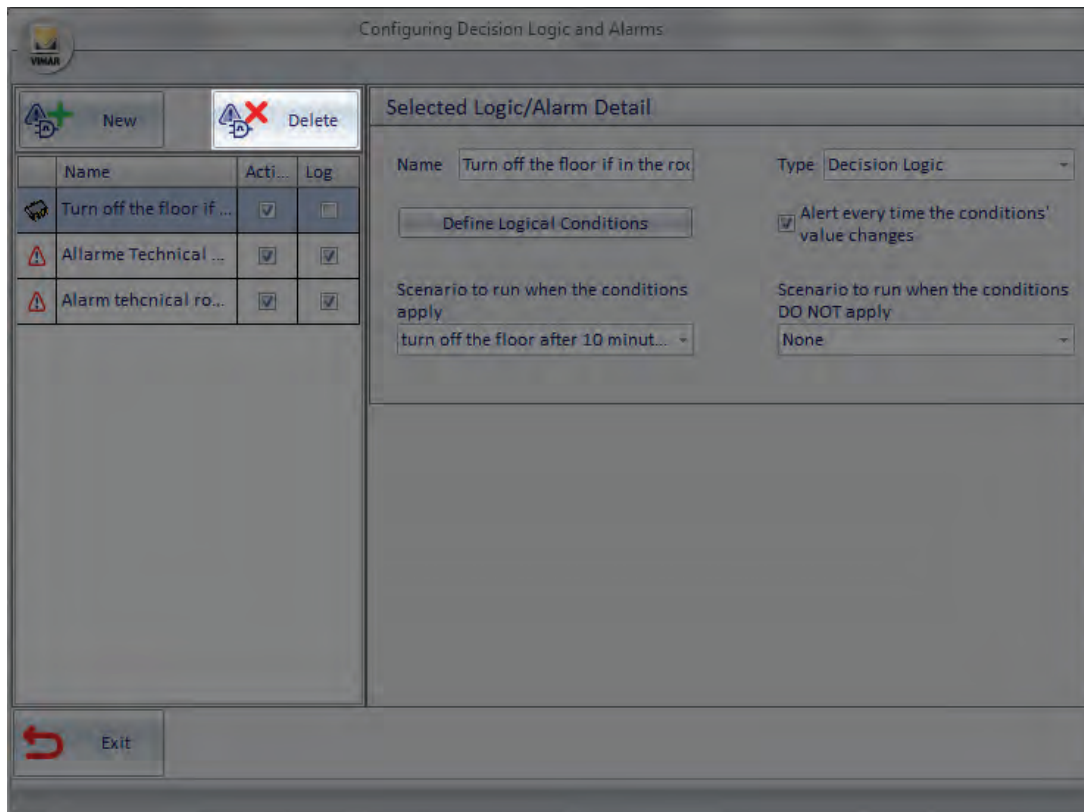 Configuring Decision Logic and Alarms
VIMAR
New
Delete
Selected Logic/Alarm Detail
Name
Acti...
Log
Turn off the floor if ...
Allarme Technical ...
Alarm tehcnical ro...
Name
Turn off the floor if in the roo
Type
Decision Logic
Define Logical Conditions
Alert every time the conditions'
value changes
Scenario to run when the conditions
apply
turn off the floor after 10 minut...
Scenario to run when the conditions
DO NOT apply
None
Exit